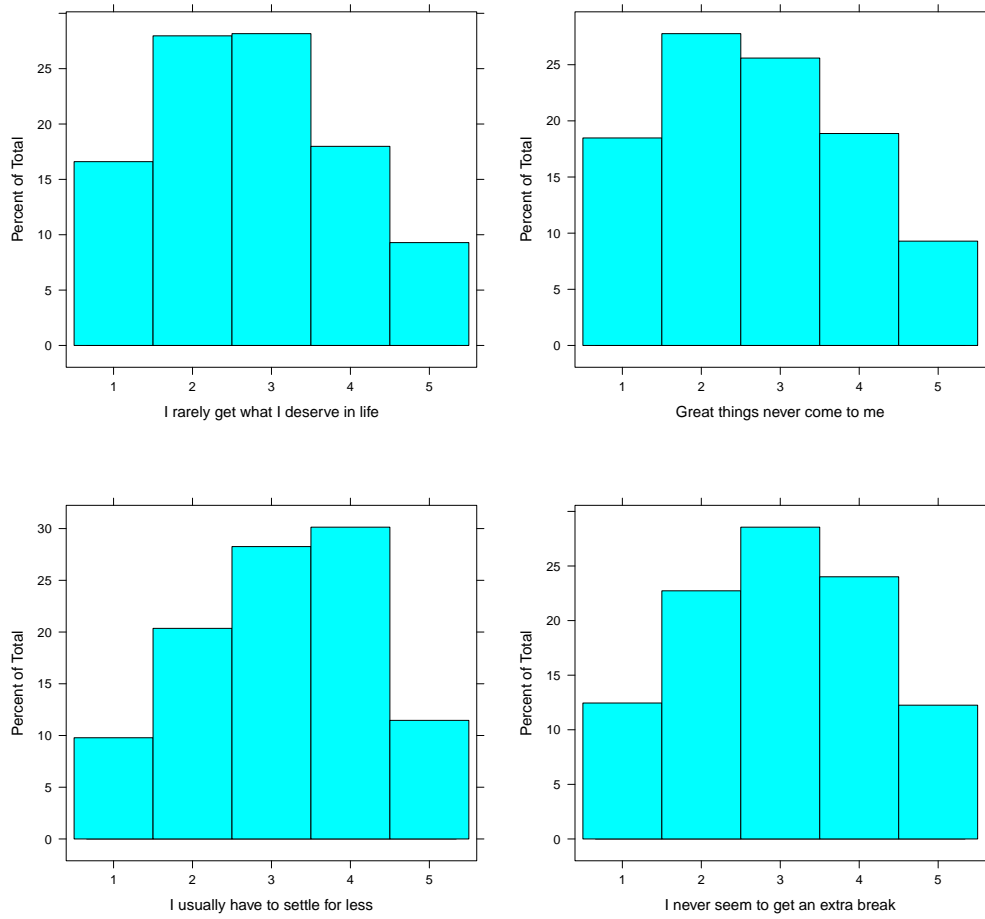 Percent of Total
25
20
15
10
5
0
1 2 3 4 5
I rarely get what I deserve in life
Percent of Total
25
20
15
10
5
0
1 2 3 4 5
Great things never come to me
Percent of Total
30
25
20
15
10
5
0
1 2 3 4 5
I usually have to settle for less
Percent of Total
25
20
15
10
5
0
1 2 3 4 5
I never seem to get an extra break